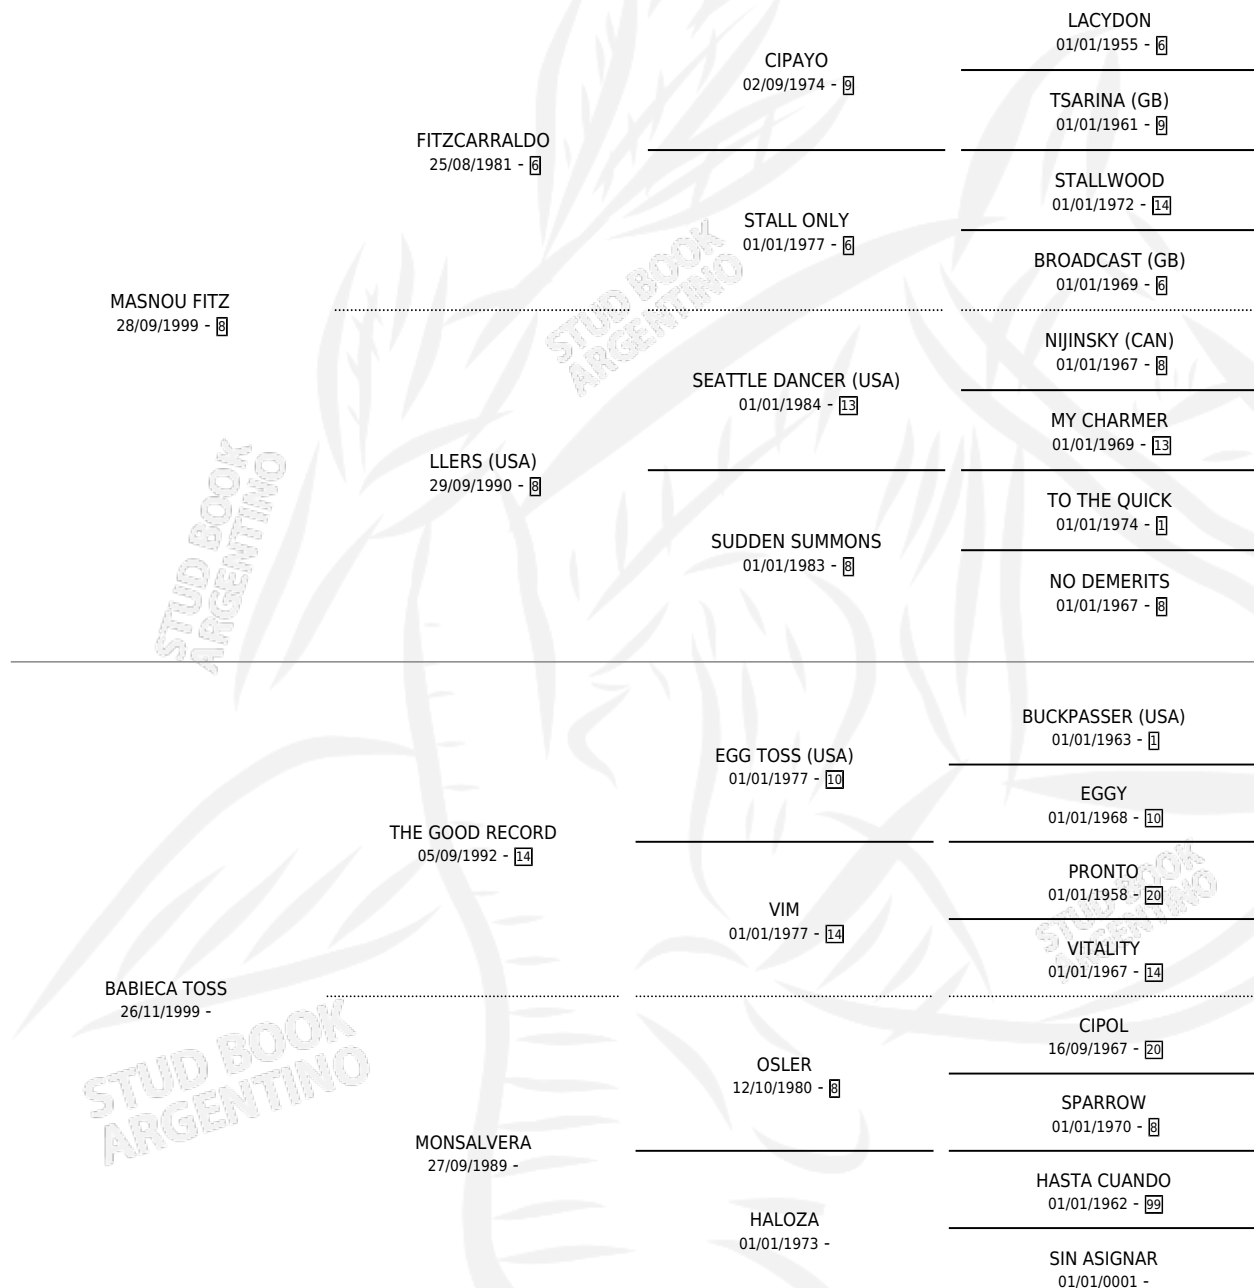 LACYDON
01/01/1955 - 6
CIPAYO
02/09/1974 - 9
TSARINA (GB)
01/01/1961 - 9
FITZCARRALDO
25/08/1981 - 6
STALLWOOD
01/01/1972 - 14
STALL ONLY
01/01/1977 - 6
BROADCAST (GB)
01/01/1969 - 6
MASNOU FITZ
28/09/1999 - 8
STUD BOOK
ARGENTINO
NIJINSKY (CAN)
01/01/1967 - 8
SEATTLE DANCER (USA)
01/01/1984 - 13
MY CHARMER
01/01/1969 - 13
LLERS (USA)
29/09/1990 - 8
TO THE QUICK
01/01/1974 - 1
SUDDEN SUMMONS
01/01/1983 - 8
NO DEMERITS
01/01/1967 - 8
STUD BOOK
ARGENTINO
BUCKPASSER (USA)
01/01/1963 - 1
EGG TOSS (USA)
01/01/1977 - 10
EGGY
01/01/1968 - 10
THE GOOD RECORD
05/09/1992 - 14
PRONTO
01/01/1958 - 20
VIM
01/01/1977 - 14
STUD BOOK
ARGENTINO
VITALITY
01/01/1967 - 14
BABIECA TOSS
26/11/1999 -
STUD BOOK
ARGENTINO
CIPOL
16/09/1967 - 20
OSLER
12/10/1980 - 8
SPARROW
01/01/1970 - 8
MONSALVERA
27/09/1989 -
HASTA CUANDO
01/01/1962 - 99
HALOZA
01/01/1973 -
SIN ASIGNAR
01/01/0001 -